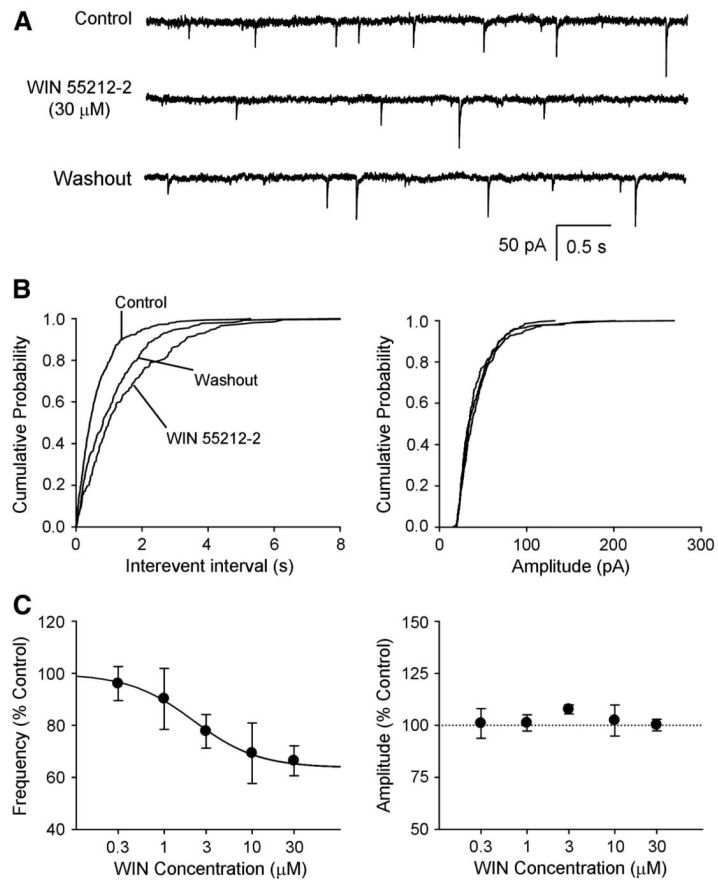 A
Control
WIN 55212-2
(30 μM)
Washout
50 pA
0.5 s
B
Cumulative Probability
1.0
0.8
0.6
0.4
0.2
0.0
Control
Washout
WIN 55212-2
0 2 4 6 8
Interevent interval (s)
Cumulative Probability
1.0
0.8
0.6
0.4
0.2
0.0
0 100 200 300
Amplitude (pA)
C
Frequency (% Control)
120
100
80
60
40
0.3 1 3 10 30
WIN Concentration (μM)
Amplitude (% Control)
150
125
100
75
50
0.3 1 3 10 30
WIN Concentration (μM)